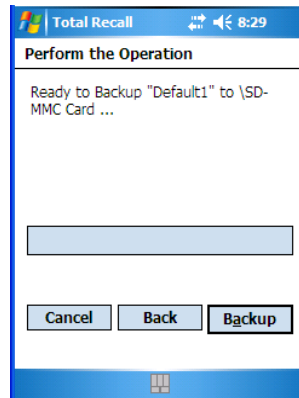 Total Recall 8:29
Perform the Operation
Ready to Backup "Default1" to \SD-
MMC Card ...
Cancel Back Backup